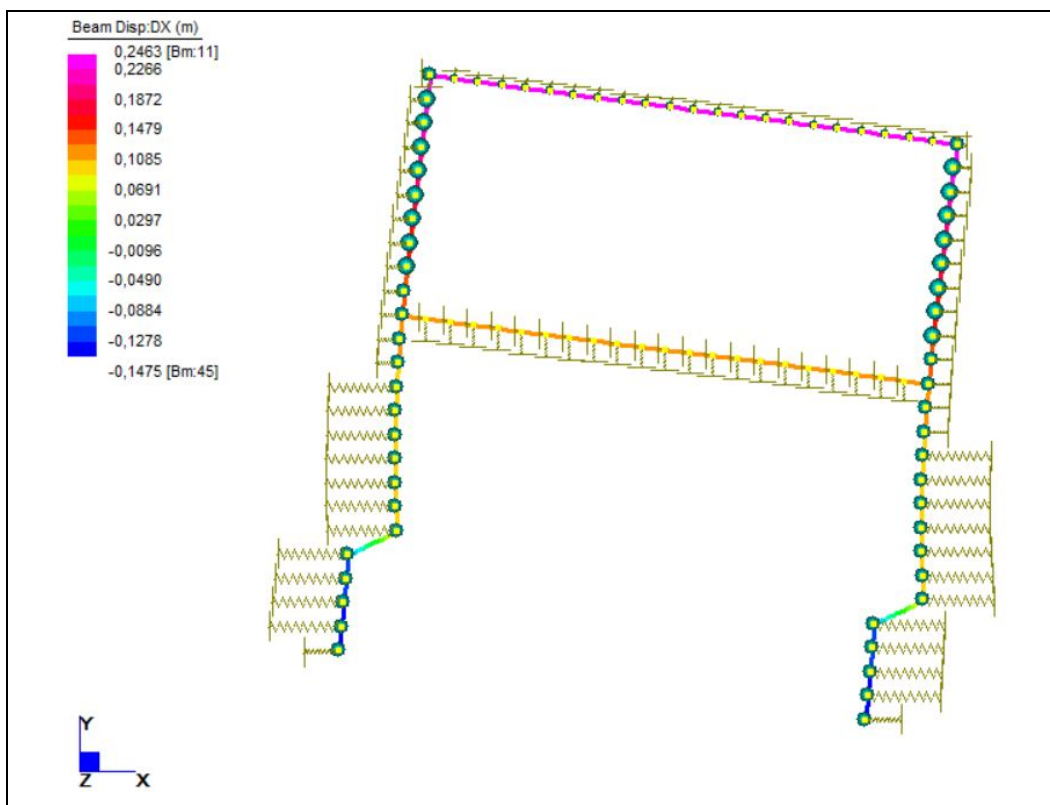 Beam Disp:DX (m)
0,2463 [Bm:11]
0,2266
0,1872
0,1479
0,1085
0,0691
0,0297
-0,0096
-0,0490
-0,0884
-0,1278
-0,1475 [Bm:45]
Y
Z X